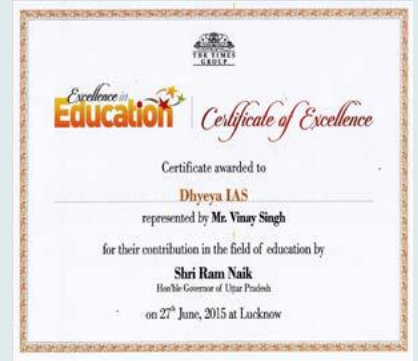 THE TIMES
GROUP
Excellence in
Education
Certificate of Excellence
Certificate awarded to
Dhyeya IAS
represented by Mr. Vinay Singh
for their contribution in the field of education by
Shri Ram Naik
Hon'ble Governor of Uttar Pradesh
on 27th June, 2015 at Lucknow